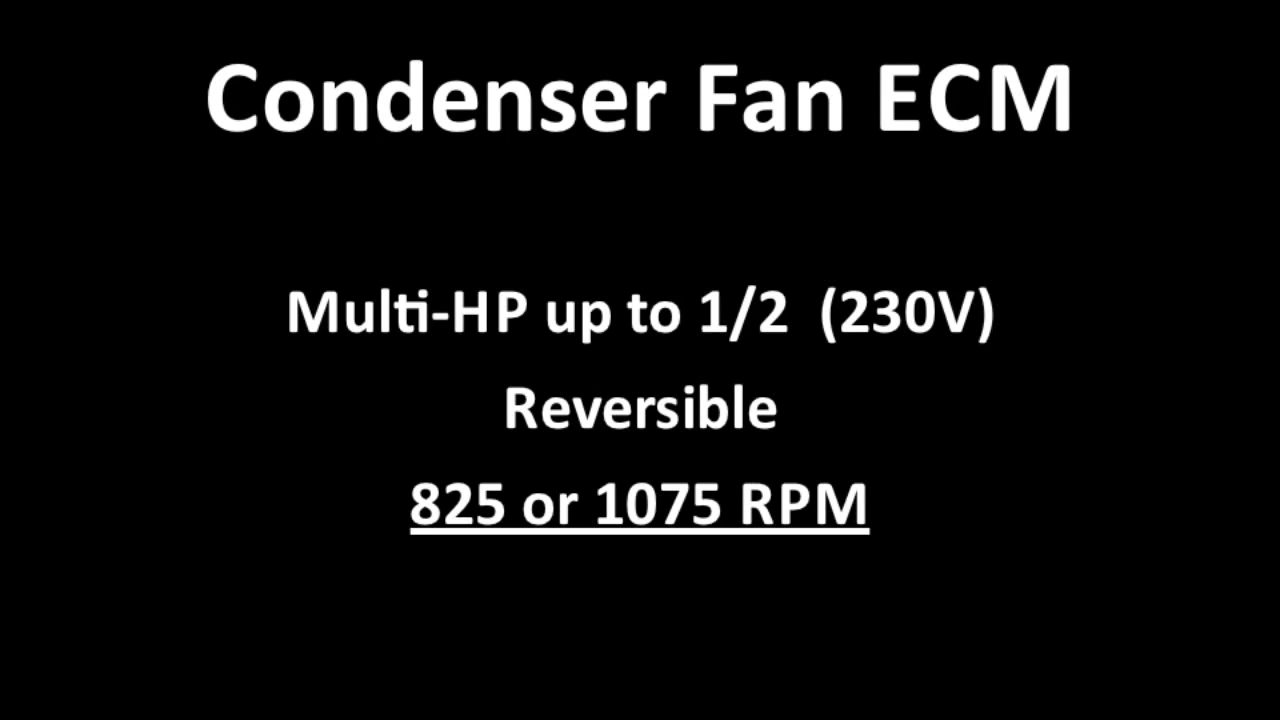 Condenser Fan ECM
Multi-HP up to 1/2  (230V)
Reversible
825 or 1075 RPM